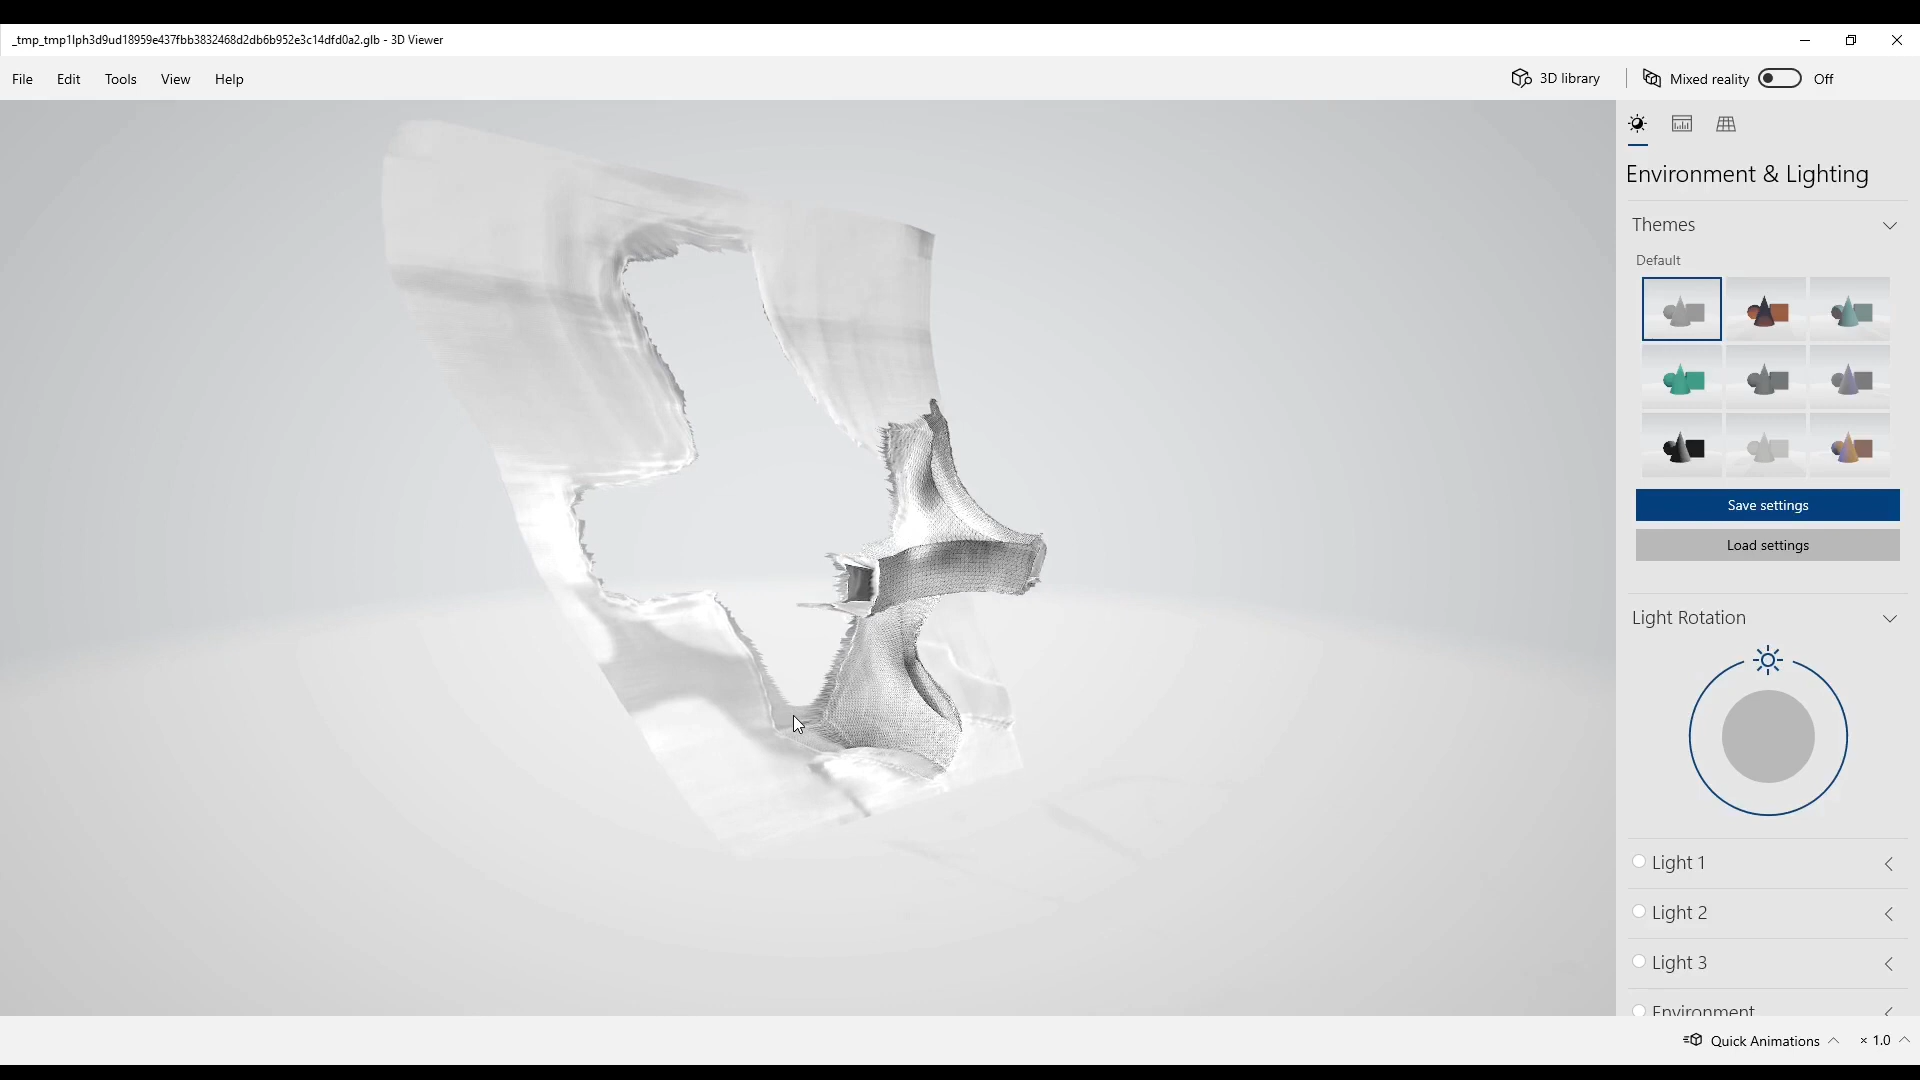 _tmp_tmp1lph3d9ud18959e437fbb3832468d2db6b952e3c14dfd0a2.glb - 3D Viewer
File Edit Tools View Help
3D library
Mixed reality Off
Environment & Lighting
Themes
Default
Save settings
Load settings
Light Rotation
Light 1
Light 2
Light 3
Environment
Quick Animations × 1.0